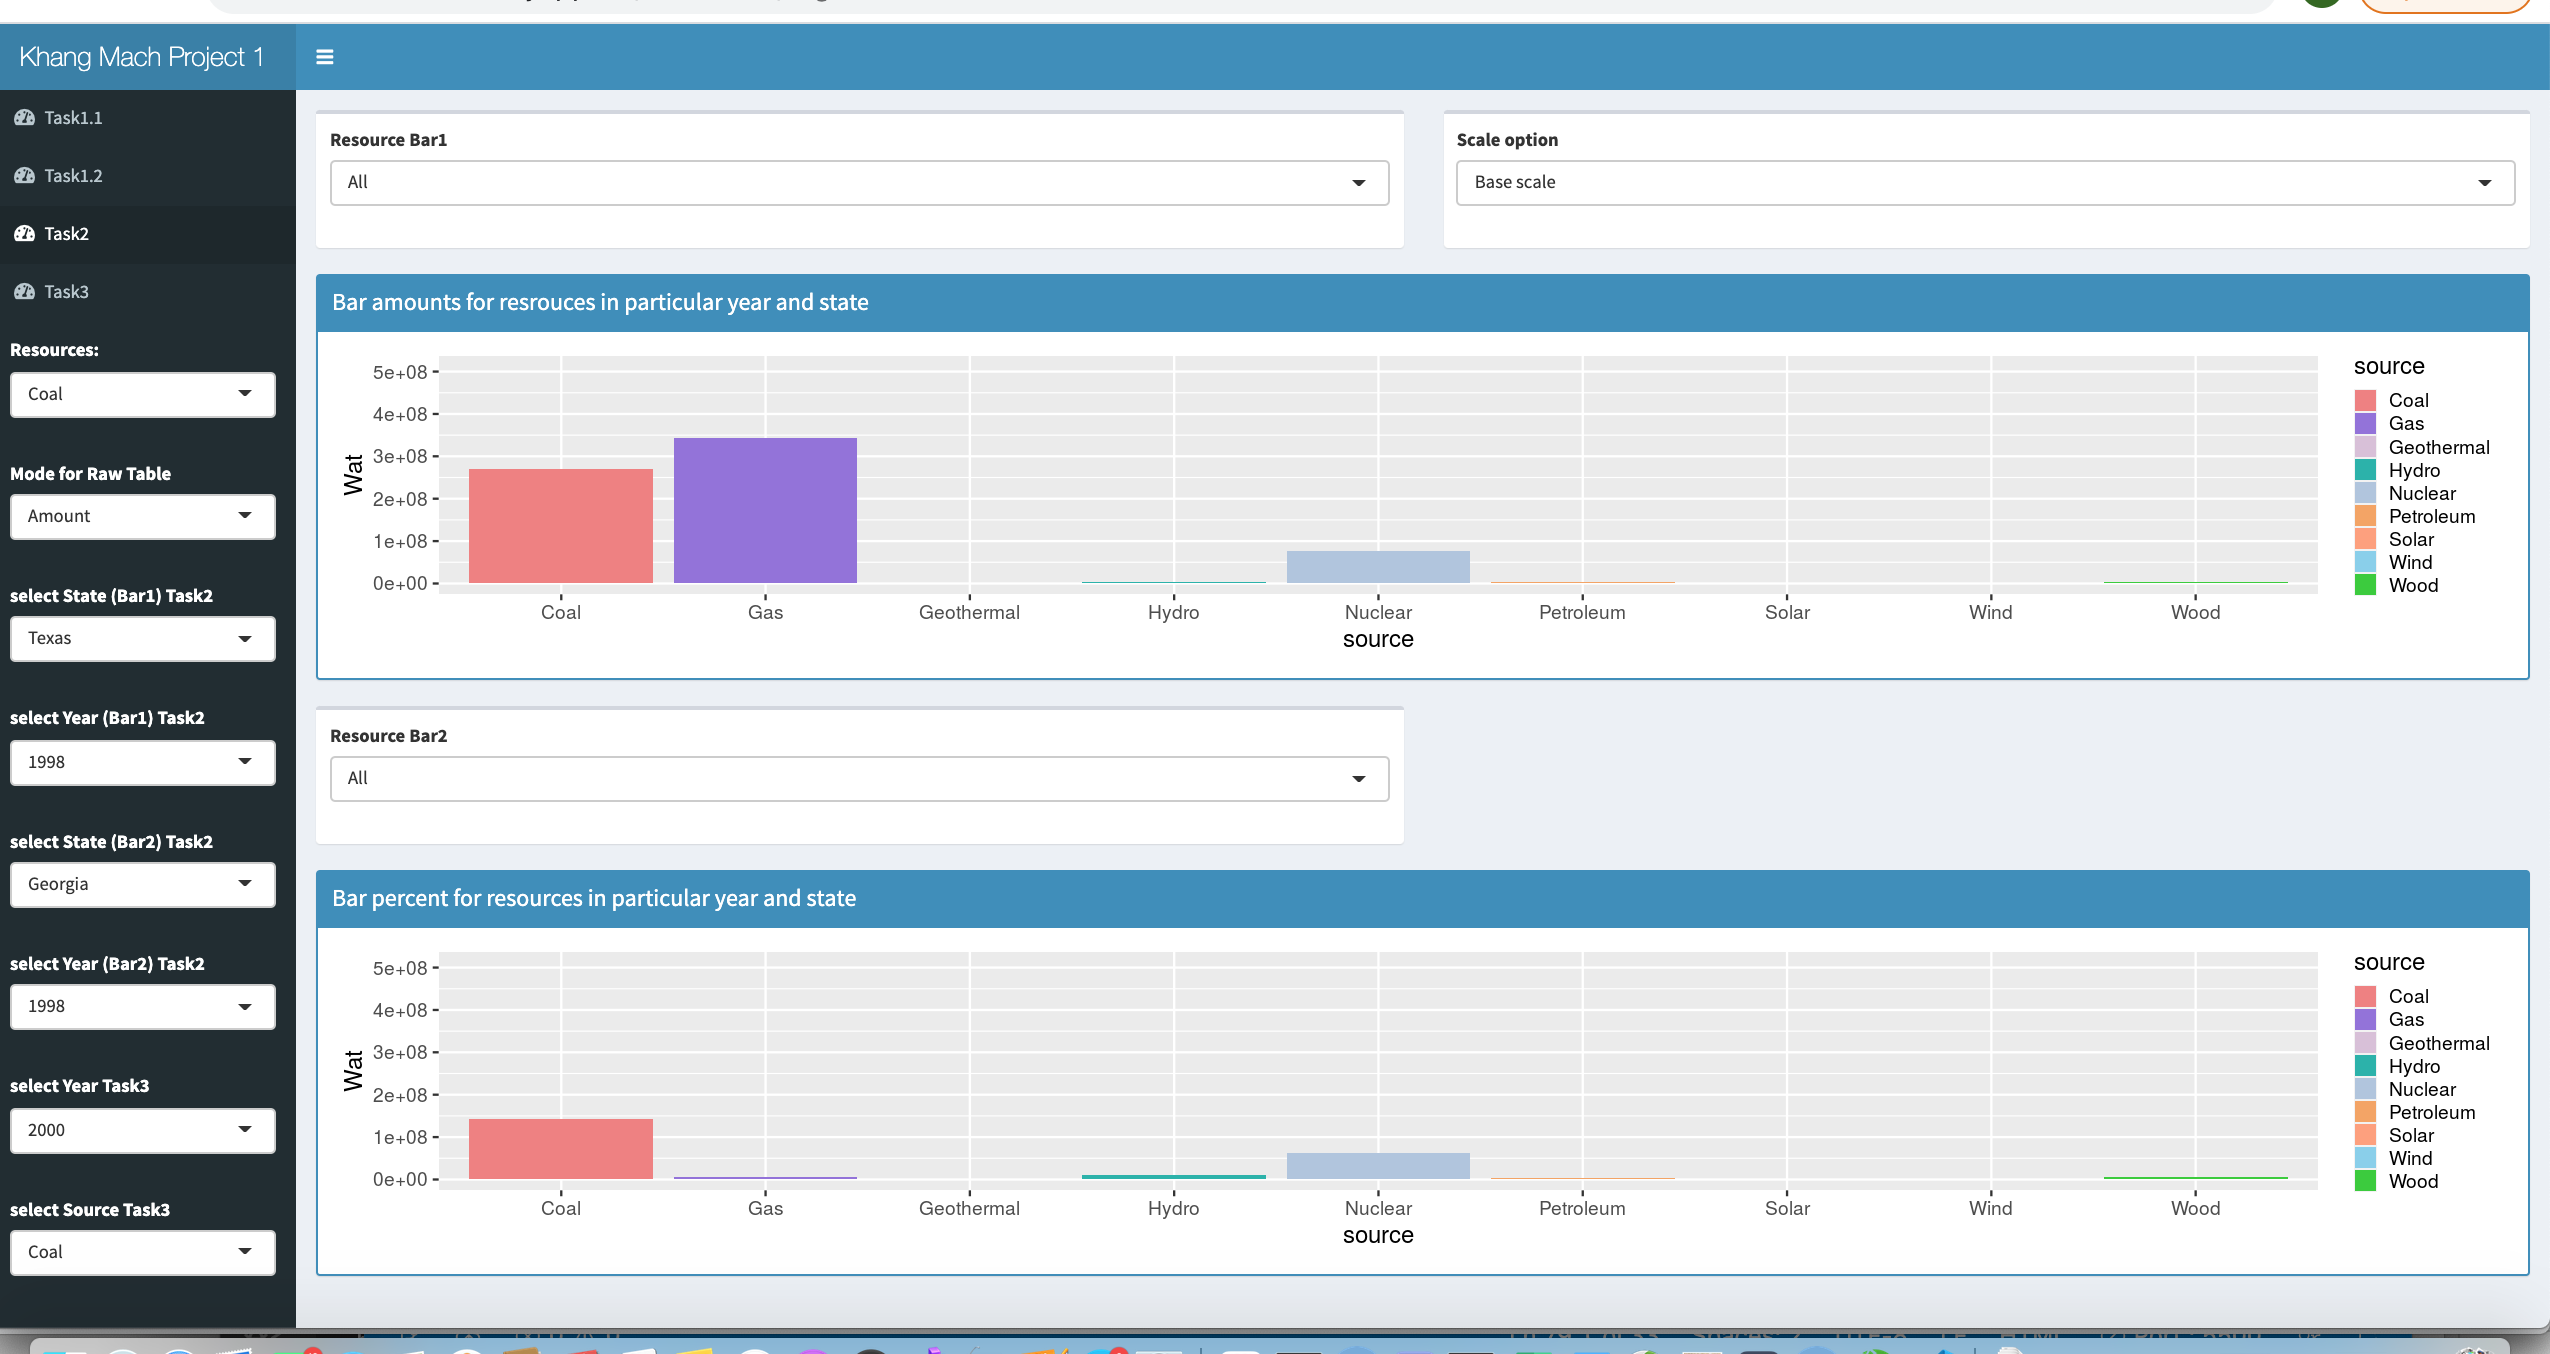 Khang Mach Project 1
Task1.1
Task1.2
Task2
Task3
Resources:
Coal
Mode for Raw Table
Amount
select State (Bar1) Task2
Texas
select Year (Bar1) Task2
1998
select State (Bar2) Task2
Georgia
select Year (Bar2) Task2
1998
select Year Task3
2000
select Source Task3
Coal
Resource Bar1
All
Scale option
Base scale
Bar amounts for resrouces in particular year and state
Wat
5e+08
4e+08
3e+08
2e+08
1e+08
0e+00
Coal Gas Geothermal Hydro Nuclear Petroleum Solar Wind Wood
source
source
Coal
Gas
Geothermal
Hydro
Nuclear
Petroleum
Solar
Wind
Wood
Resource Bar2
All
Bar percent for resources in particular year and state
Wat
5e+08
4e+08
3e+08
2e+08
1e+08
0e+00
Coal Gas Geothermal Hydro Nuclear Petroleum Solar Wind Wood
source
source
Coal
Gas
Geothermal
Hydro
Nuclear
Petroleum
Solar
Wind
Wood